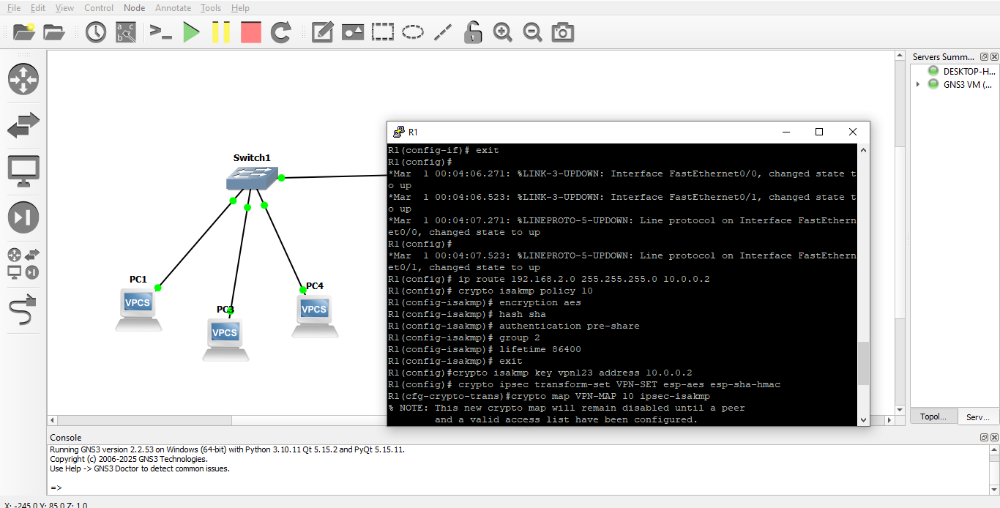 File Edit View Control Node Annotate Tools Help
Servers Summ...
DESKTOP-H...
GNS3 VM (...
Switch1
PC1
VPCS
PC3
VPCS
PC4
VPCS
R1
R1(config-if)# exit
R1(config)#
*Mar  1 00:04:06.271: %LINK-3-UPDOWN: Interface FastEthernet0/0, changed state t
o up
*Mar  1 00:04:06.523: %LINK-3-UPDOWN: Interface FastEthernet0/1, changed state t
o up
*Mar  1 00:04:07.271: %LINEPROTO-5-UPDOWN: Line protocol on Interface FastEthern
et0/0, changed state to up
R1(config)#
*Mar  1 00:04:07.523: %LINEPROTO-5-UPDOWN: Line protocol on Interface FastEthern
et0/1, changed state to up
R1(config)# ip route 192.168.2.0 255.255.255.0 10.0.0.2
R1(config)# crypto isakmp policy 10
R1(config-isakmp)# encryption aes
R1(config-isakmp)# hash sha
R1(config-isakmp)# authentication pre-share
R1(config-isakmp)# group 2
R1(config-isakmp)# lifetime 86400
R1(config-isakmp)# exit
R1(config)#crypto isakmp key vpn123 address 10.0.0.2
R1(config)# crypto ipsec transform-set VPN-SET esp-aes esp-sha-hmac
R1(cfg-crypto-trans)#crypto map VPN-MAP 10 ipsec-isakmp
% NOTE: This new crypto map will remain disabled until a peer
        and a valid access list have been configured.
Topol... Serv...
Console
Running GNS3 version 2.2.53 on Windows (64-bit) with Python 3.10.11 Qt 5.15.2 and PyQt 5.15.11.
Copyright (c) 2006-2025 GNS3 Technologies.
Use Help -> GNS3 Doctor to detect common issues.
=>
X: -245.0 Y: 85.0 Z: 1.0